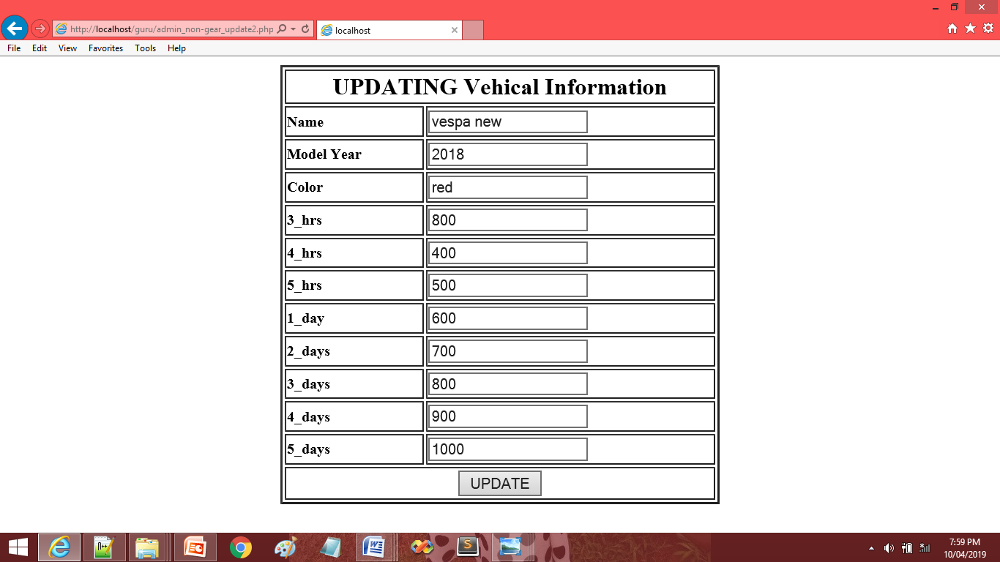 http://localhost/guru/admin_non-gear_update2.php
localhost
File Edit View Favorites Tools Help
UPDATING Vehical Information
Name vespa new
Model Year 2018
Color red
3_hrs 800
4_hrs 400
5_hrs 500
1_day 600
2_days 700
3_days 800
4_days 900
5_days 1000
UPDATE
7:59 PM
10/04/2019